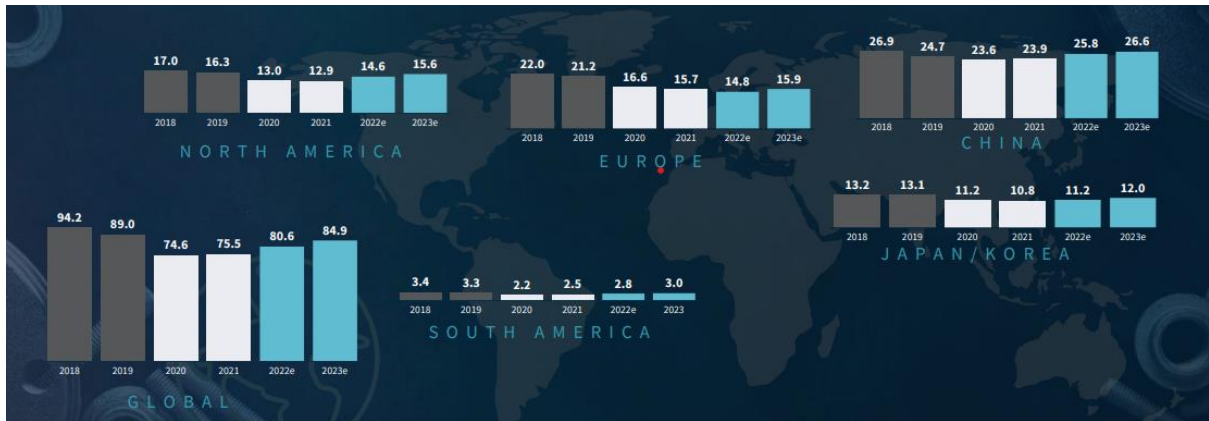 17.0 16.3 13.0 12.9 14.6 15.6
2018 2019 2020 2021 2022e 2023e
NORTH AMERICA
22.0 21.2 16.6 15.7 14.8 15.9
2018 2019 2020 2021 2022e 2023e
EUROPE
26.9 24.7 23.6 23.9 25.8 26.6
2018 2019 2020 2021 2022e 2023e
CHINA
13.2 13.1 11.2 10.8 11.2 12.0
2018 2019 2020 2021 2022e 2023e
JAPAN/KOREA
94.2 89.0 74.6 75.5 80.6 84.9
2018 2019 2020 2021 2022e 2023e
GLOBAL
3.4 3.3 2.2 2.5 2.8 3.0
2018 2019 2020 2021 2022e 2023
SOUTH AMERICA